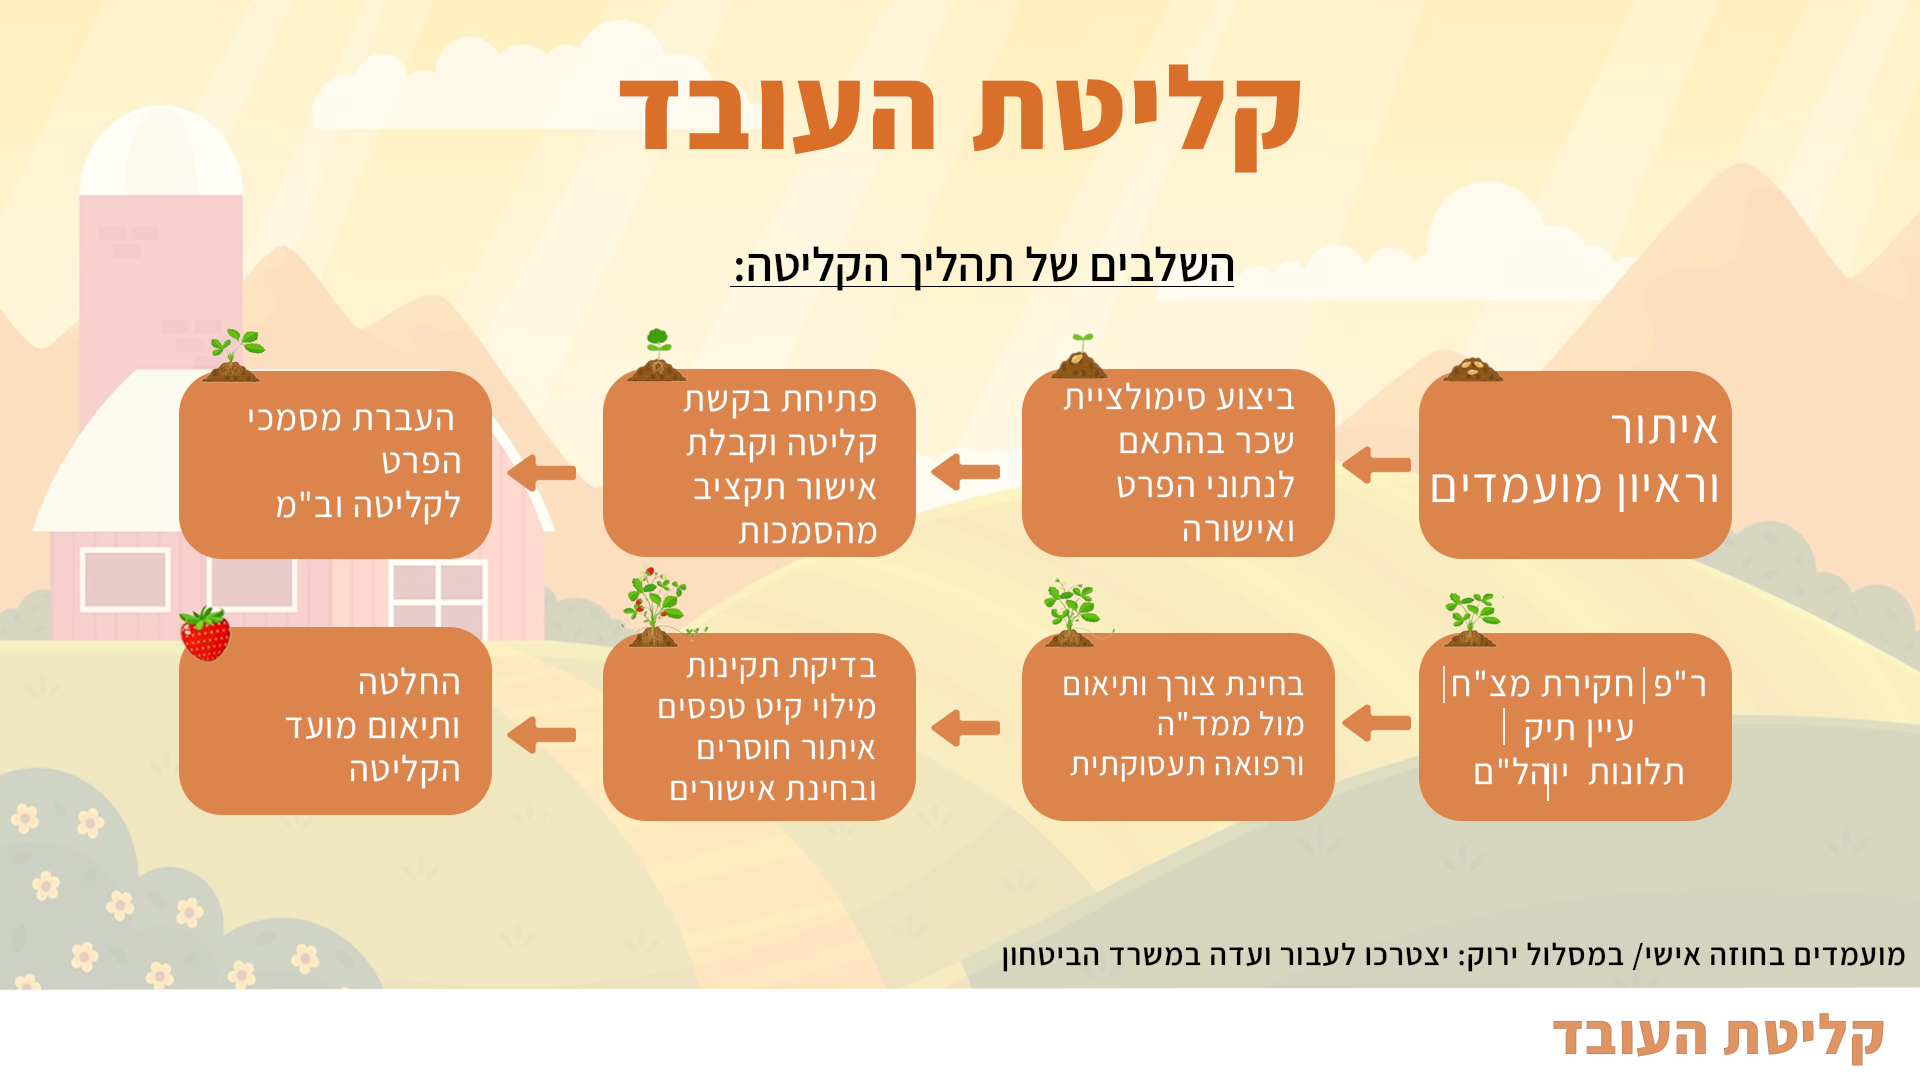 קליטת העובד
השלבים של תהליך הקליטה:
איתור
וראיון מועמדים
ביצוע סימולציית
שכר בהתאם
לנתוני הפרט
ואישורה
פתיחת בקשת
קליטה וקבלת
אישור תקציב
מהסמכות
העברת מסמכי
הפרט
לקליטה וב"מ
ר"פ|חקירת מצ"ח|
עיין תיק |
תלונות יוהל"ם
בחינת צורך ותיאום
מול ממד"ה
ורפואה תעסוקתית
בדיקת תקינות
מילוי קיט טפסים
איתור חוסרים
ובחינת אישורים
החלטה
ותיאום מועד
הקליטה
מועמדים בחוזה אישי/ במסלול ירוק: יצטרכו לעבור ועדה במשרד הביטחון
קליטת העובד